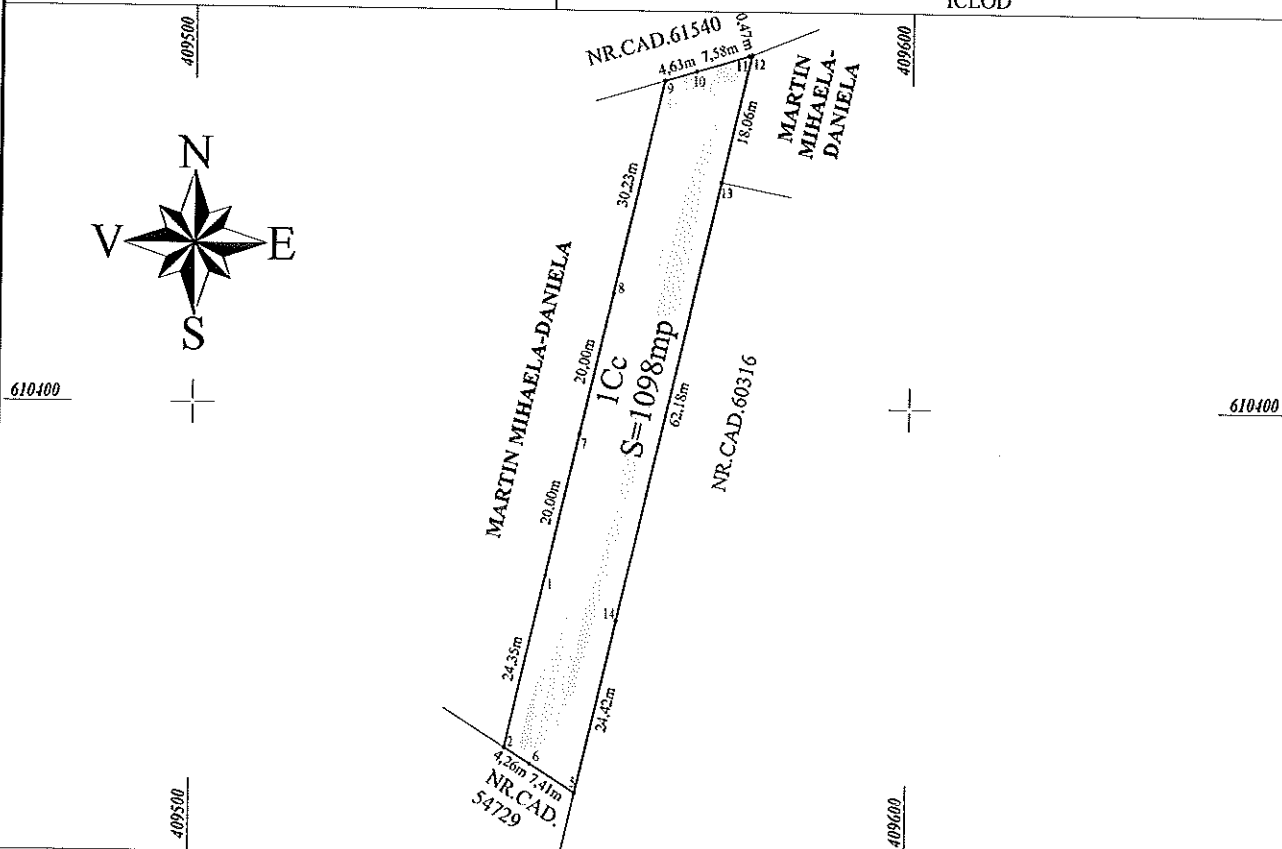 ICLOD
409500
409600
NR.CAD.61540
0,47m
4,63m 7,58m
9
10
11
12
MARTIN
MIHAELA-
DANIELA
18,06m
13
N
V
E
S
30,23m
8
MARTIN MIHAELA-DANIELA
20,00m
1Cc
S=1098mp
62.18m
NR.CAD.60316
610400
610400
7
20.00m
1
14
24.35m
24.42m
2
6
5
4,26m 7,41m
NR.CAD.
54729
409500
409600